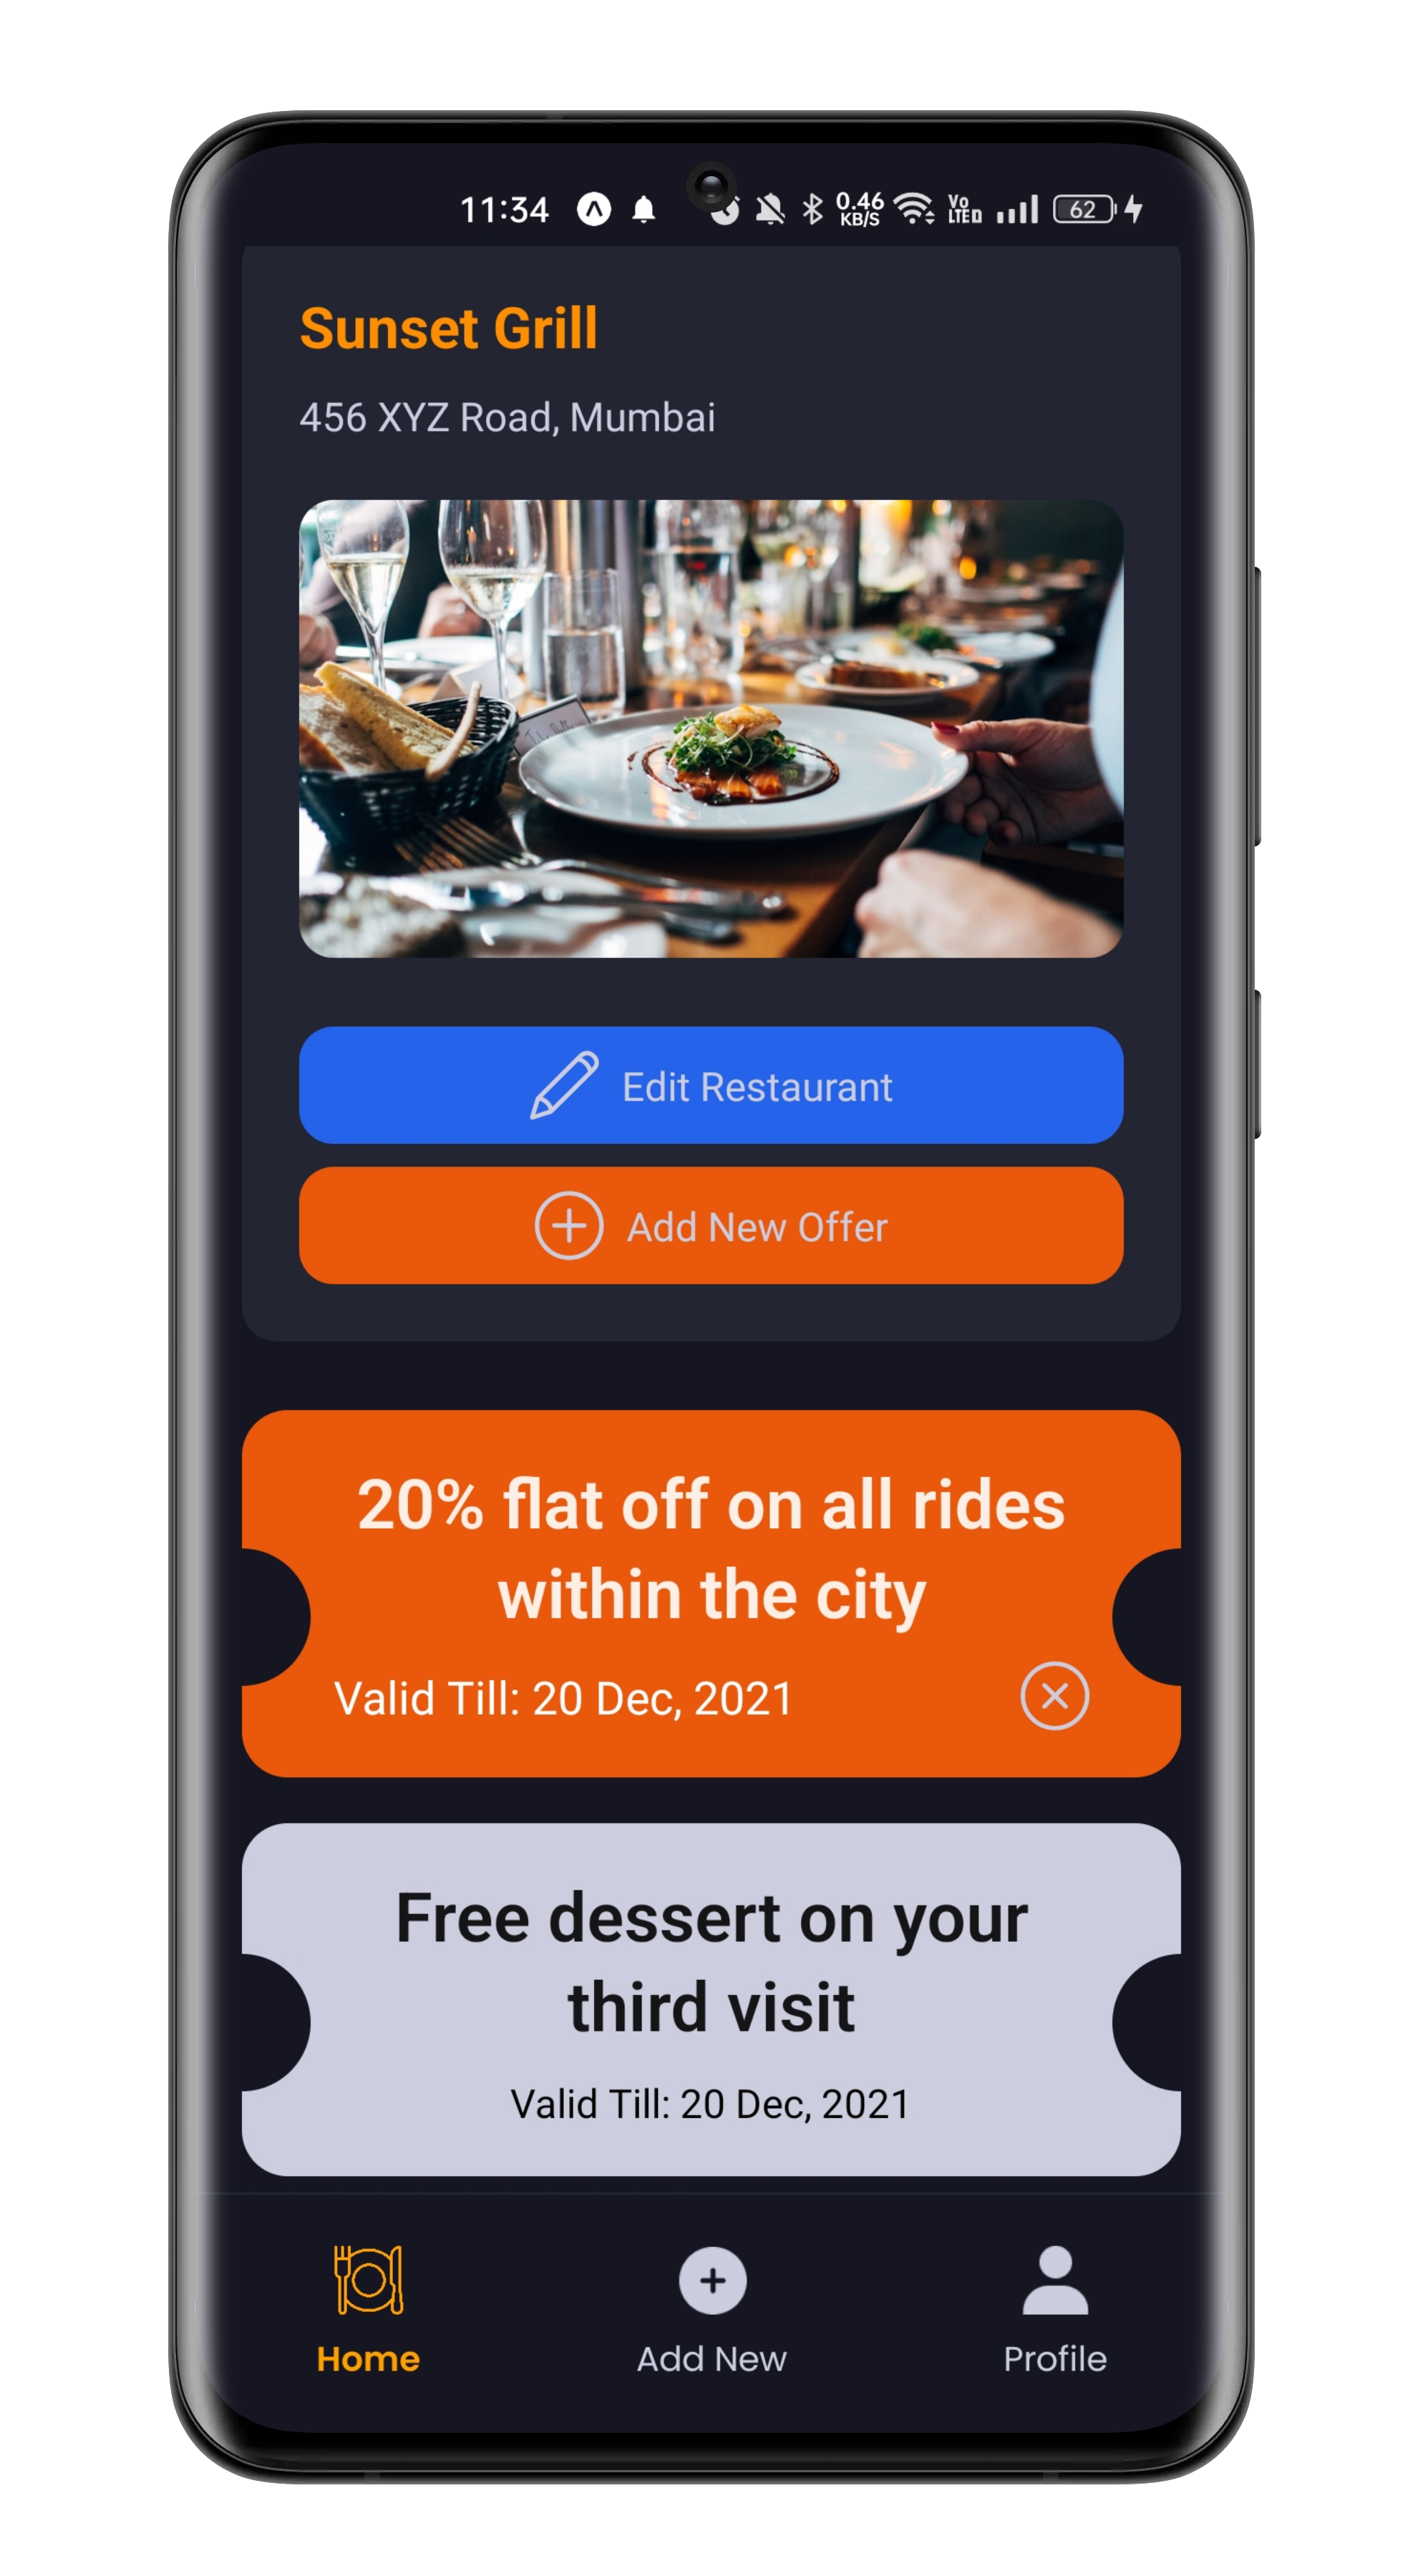 11:34
0.46
KB/S
Vo
LTE D
62
Sunset Grill
456 XYZ Road, Mumbai
Edit Restaurant
Add New Offer
20% flat off on all rides
within the city
Valid Till: 20 Dec, 2021
Free dessert on your
third visit
Valid Till: 20 Dec, 2021
Home
Add New
Profile